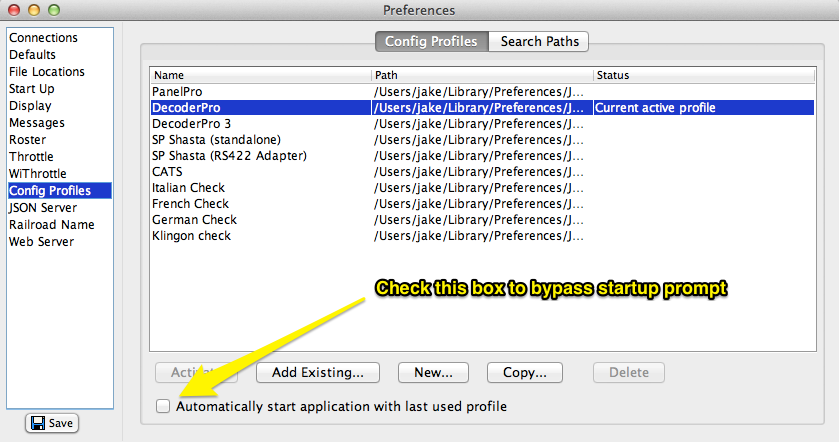 Preferences
Connections
Defaults
File Locations
Start Up
Display
Messages
Roster
Throttle
WiThrottle
Config Profiles
JSON Server
Railroad Name
Web Server
Save
Config Profiles Search Paths
Name Path Status
PanelPro /Users/jake/Library/Preferences/J...
DecoderPro /Users/jake/Library/Preferences/J... Current active profile
DecoderPro 3 /Users/jake/Library/Preferences/J...
SP Shasta (standalone) /Users/jake/Library/Preferences/J...
SP Shasta (RS422 Adapter) /Users/jake/Library/Preferences/J...
CATS /Users/jake/Library/Preferences/J...
Italian Check /Users/jake/Library/Preferences/J...
French Check /Users/jake/Library/Preferences/J...
German Check /Users/jake/Library/Preferences/J...
Klingon check /Users/jake/Library/Preferences/J...
Check this box to bypass startup prompt
Add Existing... New... Copy... Delete
Automatically start application with last used profile